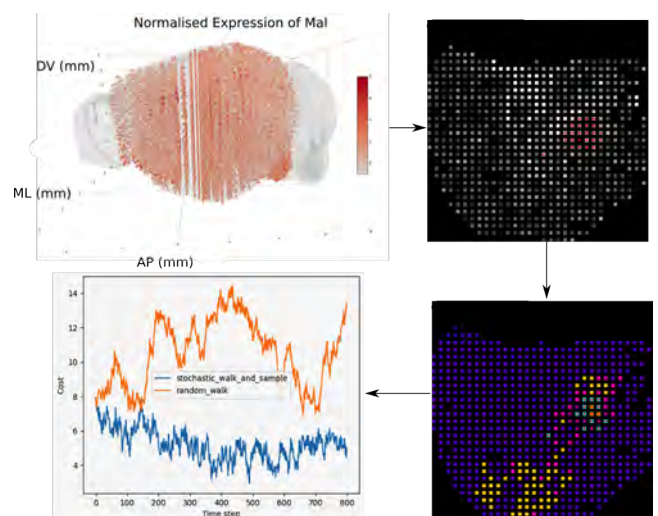 Normalised Expression of Mal
DV (mm)
ML (mm)
AP (mm)
14
12
10
8
6
4
Cost
stochastic_walk_and_sample
random_walk
0 100 200 300 400 500 600 700 800
Time step